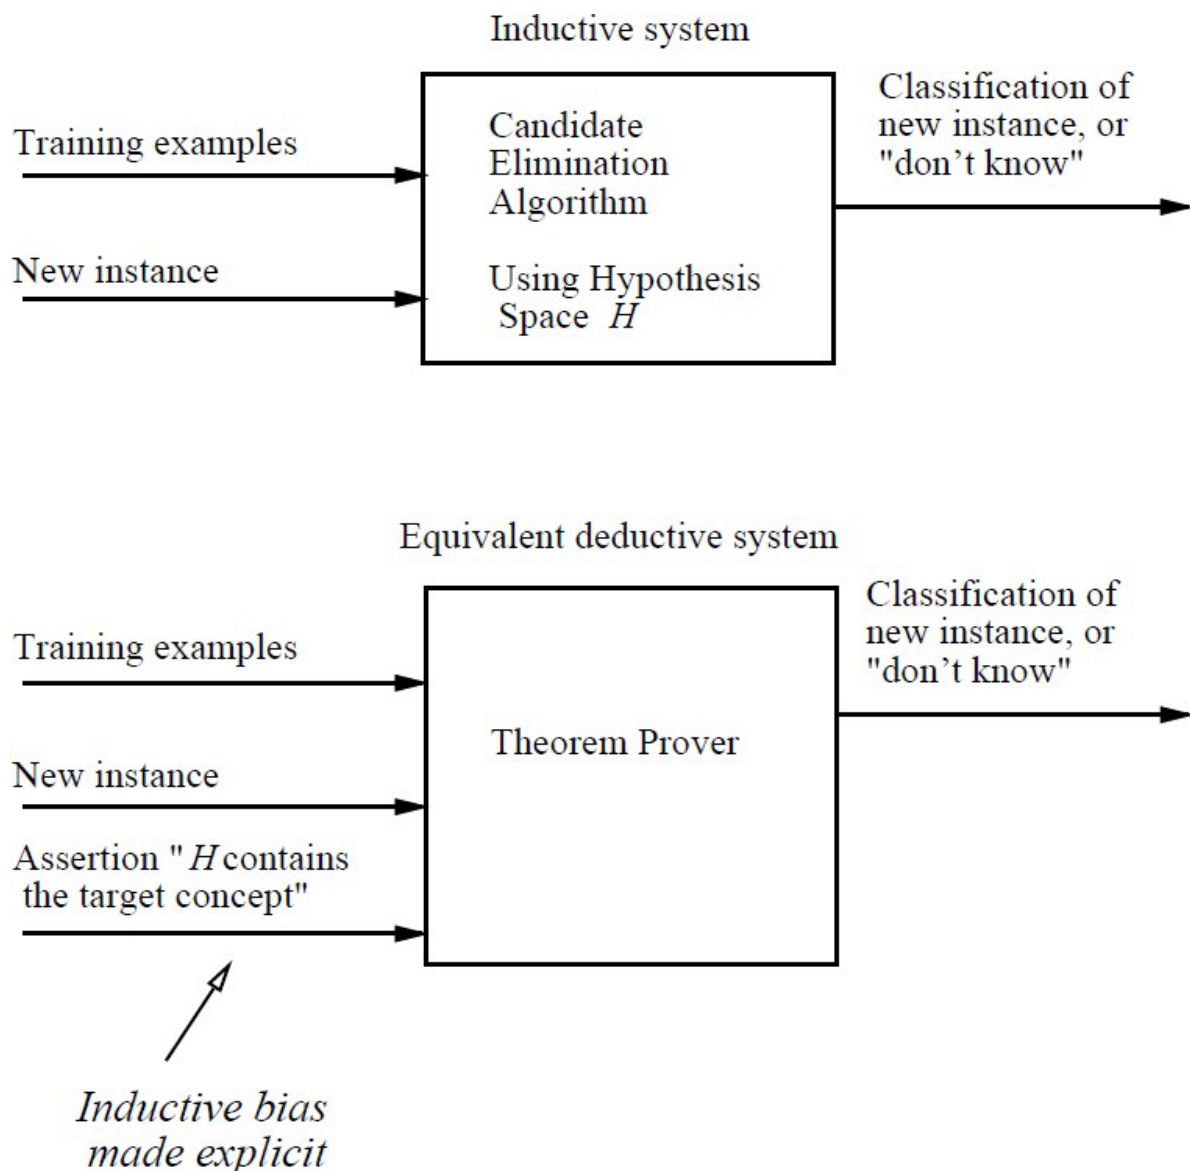 Inductive system
Training examples
New instance
Candidate
Elimination
Algorithm
Using Hypothesis
Space H
Classification of
new instance, or
"don't know"
Equivalent deductive system
Training examples
New instance
Assertion " H contains
the target concept"
Theorem Prover
Classification of
new instance, or
"don't know"
Inductive bias
made explicit